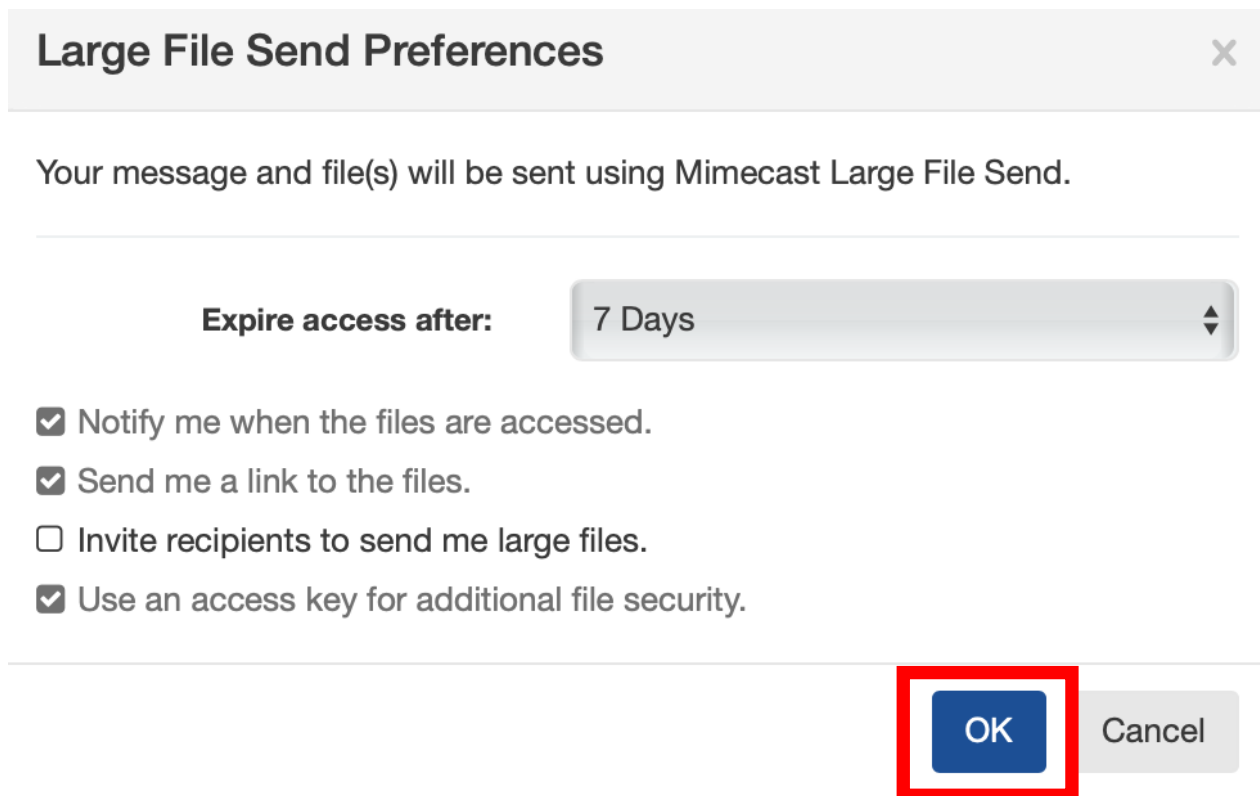 Large File Send Preferences
Your message and file(s) will be sent using Mimecast Large File Send.
Expire access after: 7 Days
Notify me when the files are accessed.
Send me a link to the files.
Invite recipients to send me large files.
Use an access key for additional file security.
OK Cancel